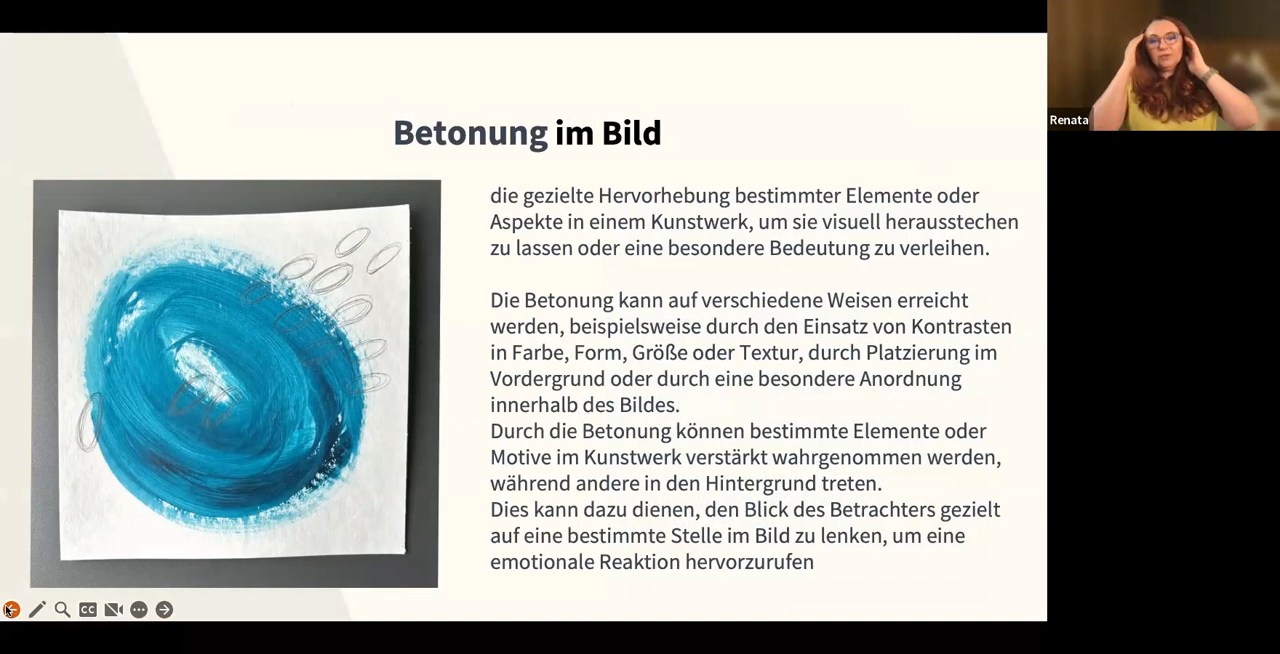 Betonung im Bild
die gezielte Hervorhebung bestimmter Elemente oder
Aspekte in einem Kunstwerk, um sie visuell herausstechen
zu lassen oder eine besondere Bedeutung zu verleihen.
Die Betonung kann auf verschiedene Weisen erreicht
werden, beispielsweise durch den Einsatz von Kontrasten
in Farbe, Form, Größe oder Textur, durch Platzierung im
Vordergrund oder durch eine besondere Anordnung
innerhalb des Bildes.
Durch die Betonung können bestimmte Elemente oder
Motive im Kunstwerk verstärkt wahrgenommen werden,
während andere in den Hintergrund treten.
Dies kann dazu dienen, den Blick des Betrachters gezielt
auf eine bestimmte Stelle im Bild zu lenken, um eine
emotionale Reaktion hervorzurufen
Renata
CC